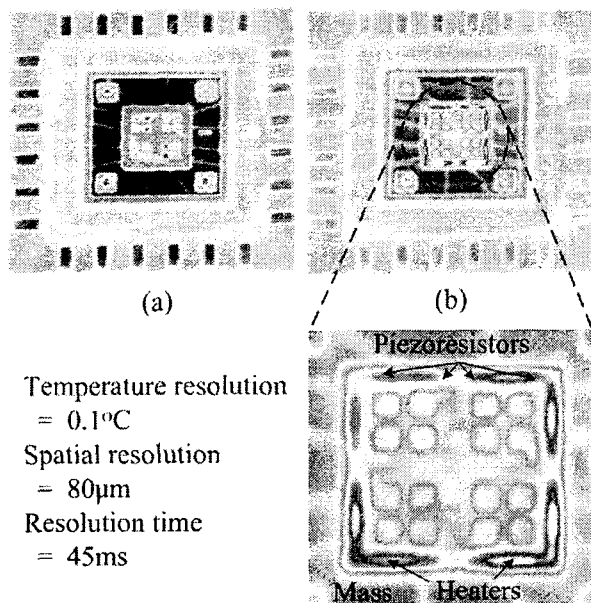 (a)
(b)
Piezoresistors
Temperature resolution
= 0.1°C
Spatial resolution
= 80µm
Resolution time
= 45ms
Mass
Heaters